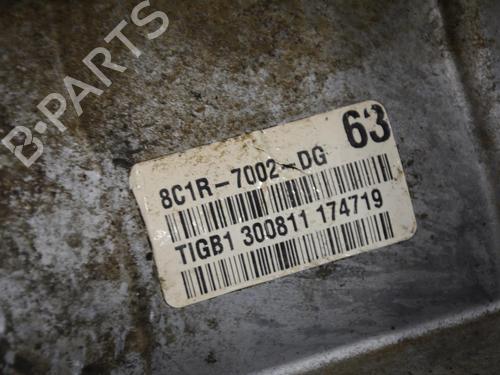 B-PARTS
63
8C1R-7002-DG
TIGB1 300811 174719